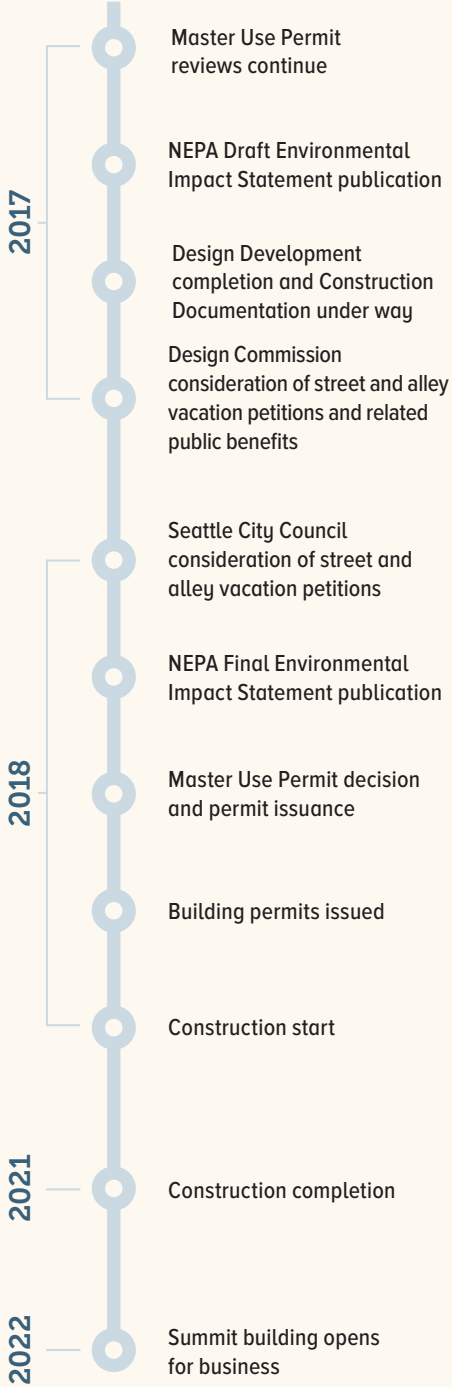 2017
Master Use Permit
reviews continue
NEPA Draft Environmental
Impact Statement publication
Design Development
completion and Construction
Documentation under way
Design Commission
consideration of street and alley
vacation petitions and related
public benefits
2018
Seattle City Council
consideration of street and
alley vacation petitions
NEPA Final Environmental
Impact Statement publication
Master Use Permit decision
and permit issuance
Building permits issued
Construction start
2021
Construction completion
2022
Summit building opens
for business